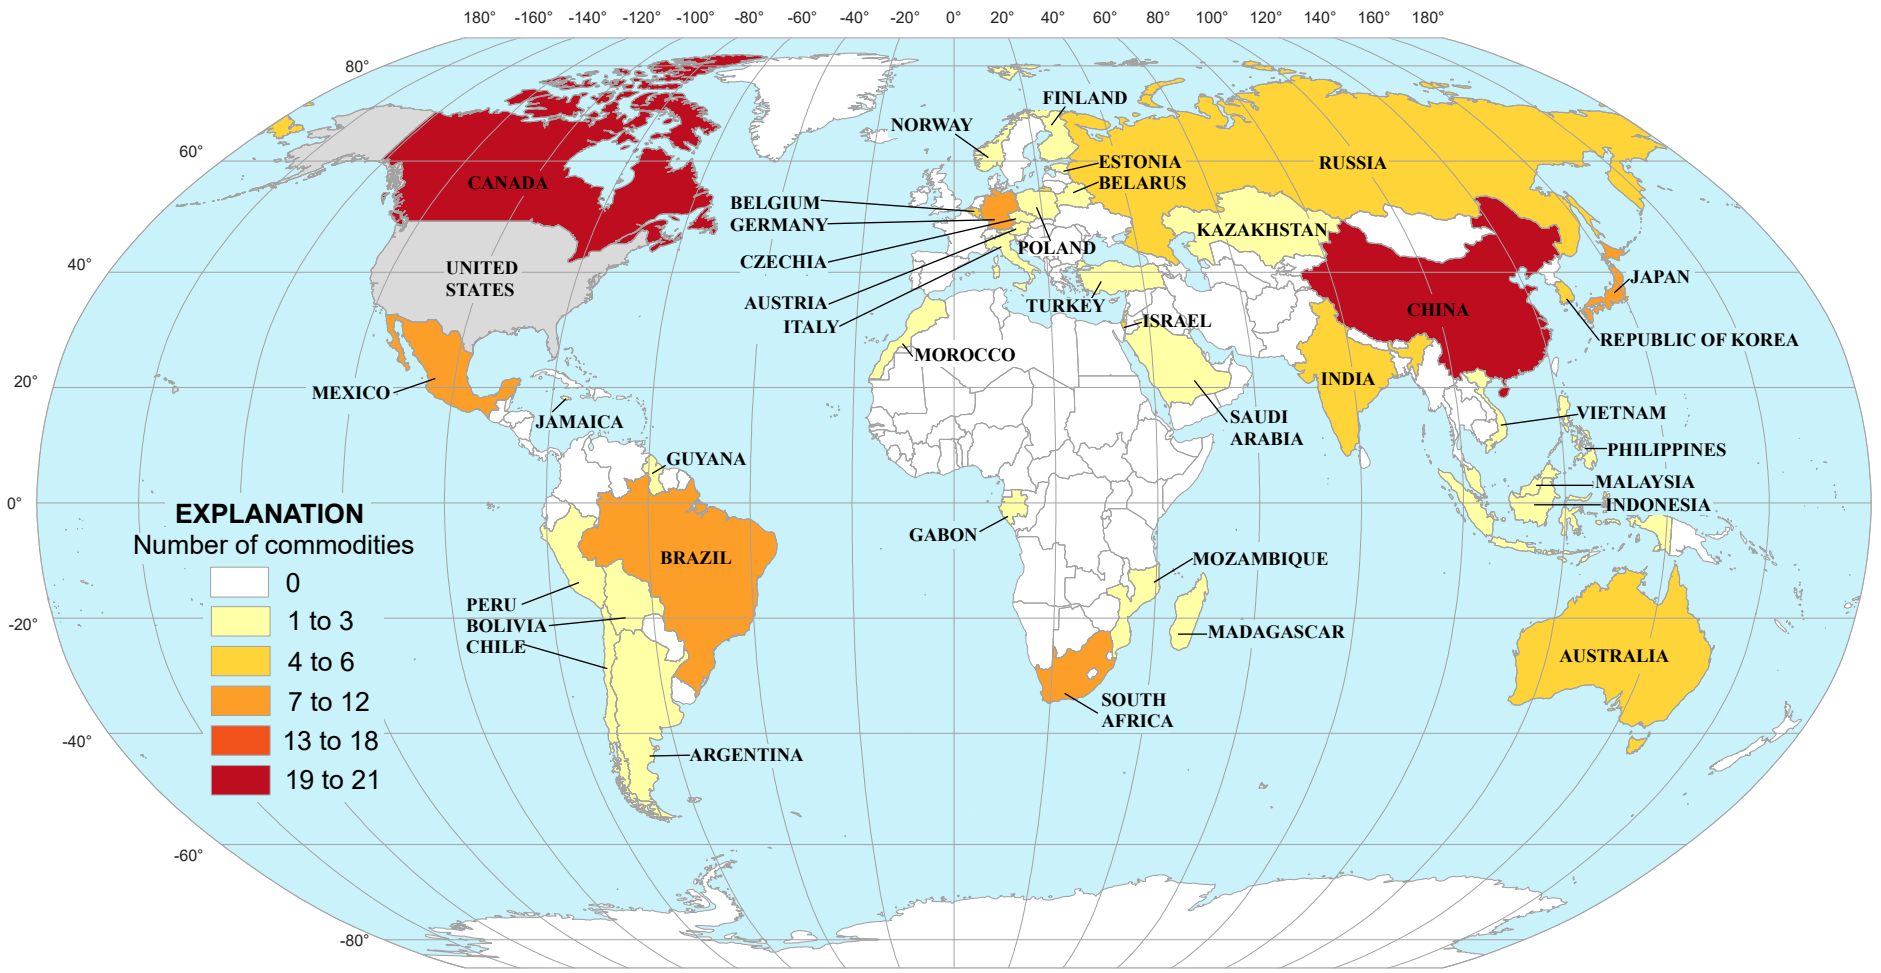 180° -160° -140° -120° -100° -80° -60° -40° -20° 0° 20° 40° 60° 80° 100° 120° 140° 160° 180°
80°
60°
40°
20°
0°
-20°
-40°
-60°
-80°
FINLAND
NORWAY
ESTONIA
BELARUS
RUSSIA
CANADA
BELGIUM
GERMANY
CZECHIA
AUSTRIA
ITALY
POLAND
KAZAKHSTAN
UNITED
STATES
TURKEY
ISRAEL
CHINA
JAPAN
REPUBLIC OF KOREA
MOROCCO
MEXICO
JAMAICA
INDIA
SAUDI
ARABIA
VIETNAM
PHILIPPINES
MALAYSIA
INDONESIA
GUYANA
GABON
BRAZIL
MOZAMBIQUE
PERU
BOLIVIA
CHILE
MADAGASCAR
AUSTRALIA
SOUTH
AFRICA
ARGENTINA
EXPLANATION
Number of commodities
0
1 to 3
4 to 6
7 to 12
13 to 18
19 to 21